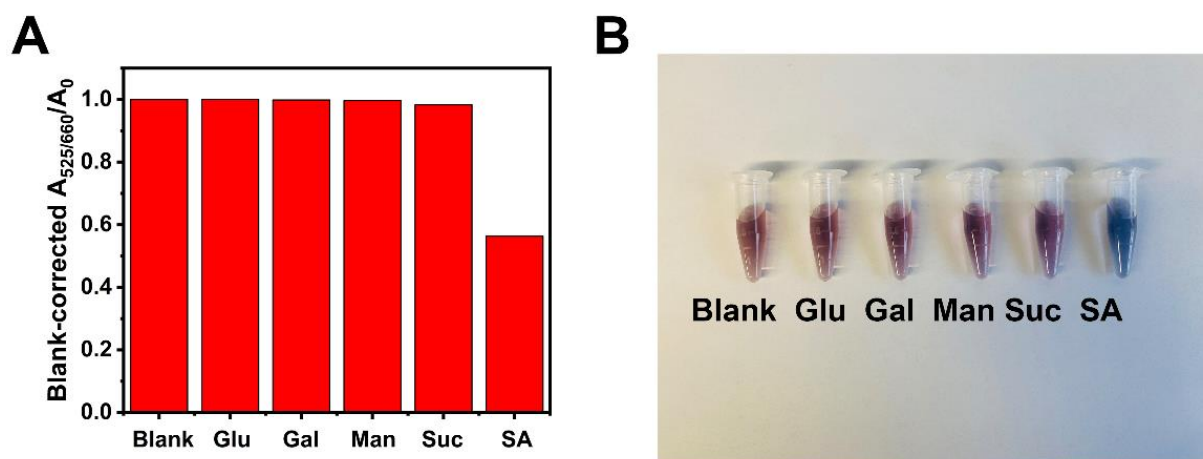 A
Blank-corrected A525/660/A0
1.0
0.8
0.6
0.4
0.2
0.0
Blank Glu Gal Man Suc SA
B
Blank Glu Gal Man Suc SA